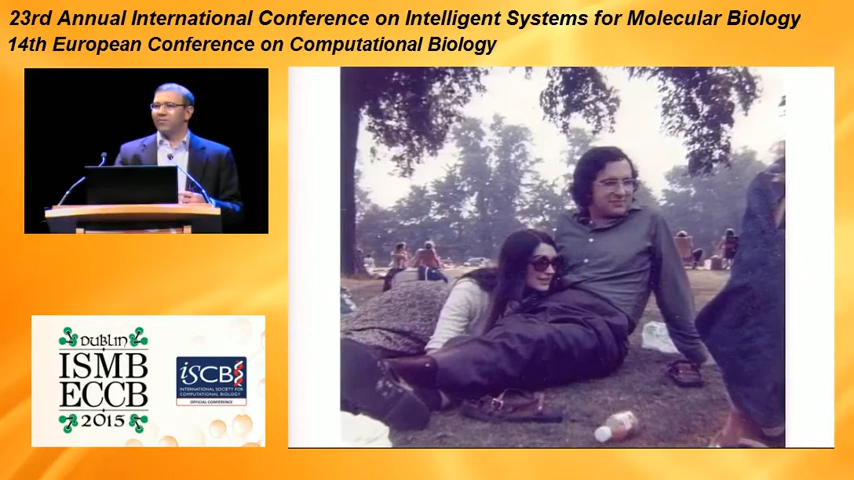 23rd Annual International Conference on Intelligent Systems for Molecular Biology
14th European Conference on Computational Biology
DUBLIN
ISMB
ECCB
2015
iSCB
INTERNATIONAL SOCIETY FOR
COMPUTATIONAL BIOLOGY
OFFICIAL CONFERENCE